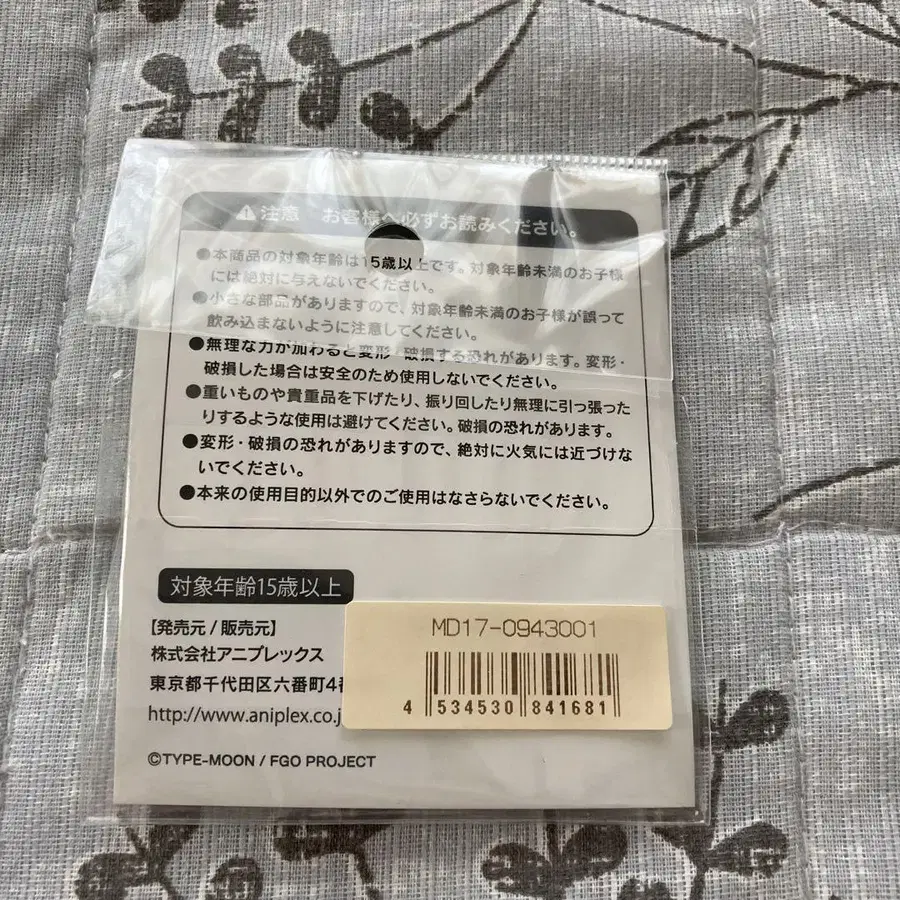 注意 お客様へ必ずお読みください。
●本商品の対象年齢は15歳以上です。対象年齢未満のお子様
には絶対に与えないでください。
●小さな部品がありますので、対象年齢未満のお子様が誤って
飲み込まないように注意してください。
●無理な力が加わると変形・破損する恐れがあります。変形・
破損した場合は安全のため使用しないでください。
●重いものや貴重品を下げたり、振り回したり無理に引っ張った
りするような使用は避けてください。破損の恐れがあります。
●変形・破損の恐れがありますので、絶対に火気には近づけな
いでください。
●本来の使用目的以外でのご使用はなさらないでください。
対象年齢15歳以上
【発売元/販売元】
株式会社アニプレックス
東京都千代田区六番町4
http://www.aniplex.co.j
©TYPE-MOON / FGO PROJECT
MD17-0943001
4 534530 841681